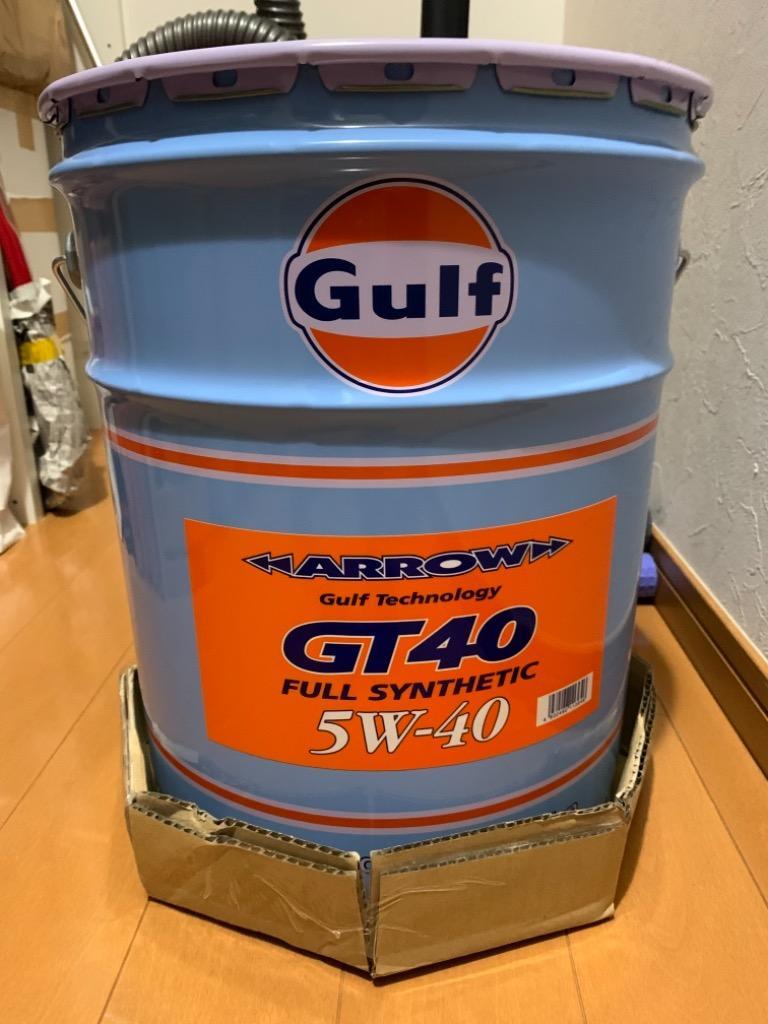 Gulf
ARROW
Gulf Technology
GT40
FULL SYNTHETIC
5W-40